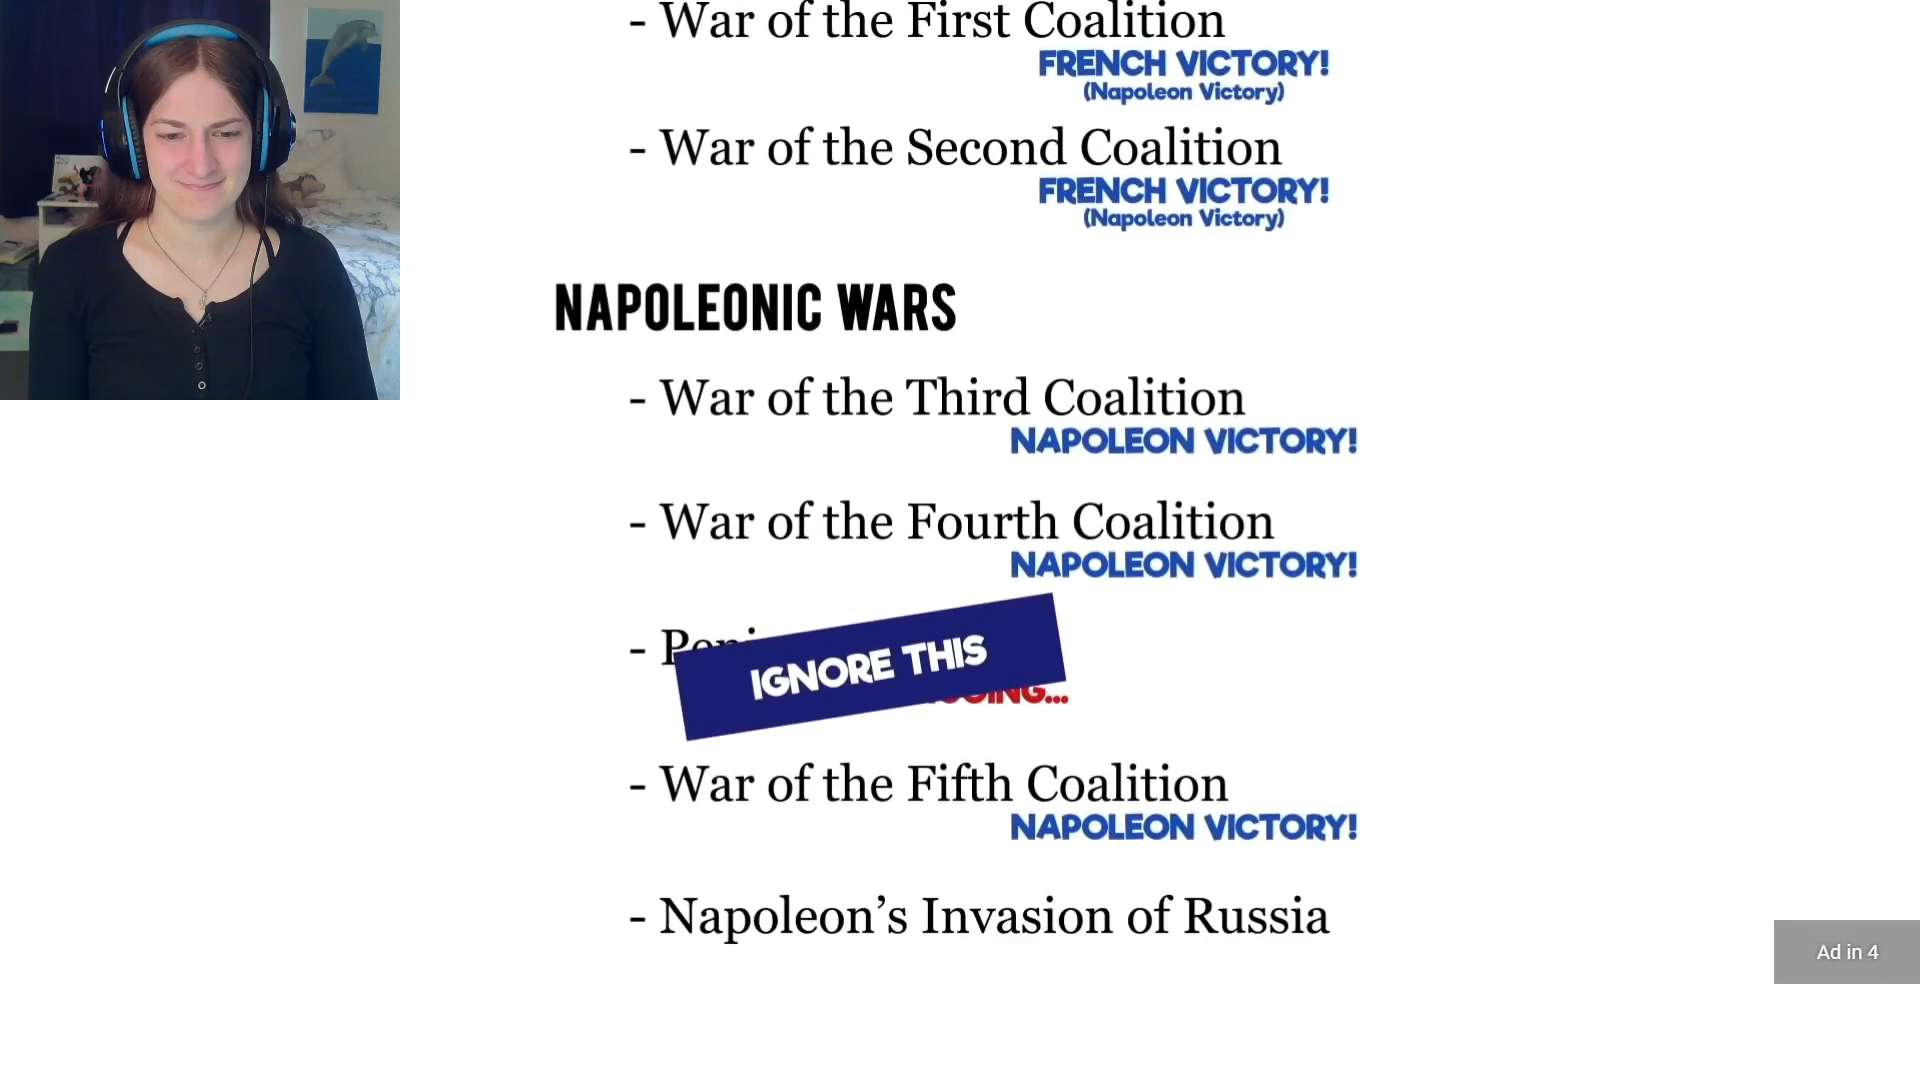 - War of the First Coalition
FRENCH VICTORY!
(Napoleon Victory)
- War of the Second Coalition
FRENCH VICTORY!
(Napoleon Victory)
NAPOLEONIC WARS
- War of the Third Coalition
NAPOLEON VICTORY!
- War of the Fourth Coalition
NAPOLEON VICTORY!
-
IGNORE THIS
- War of the Fifth Coalition
NAPOLEON VICTORY!
- Napoleon's Invasion of Russia
Ad in 4